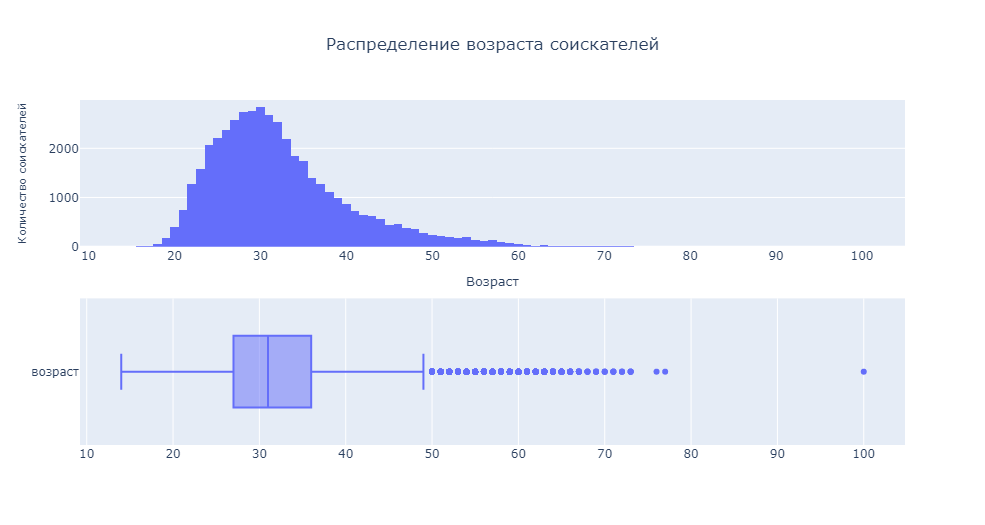 Распределение возраста соискателей
Количество соискателей
2000
1000
0
10 20 30 40 50 60 70 80 90 100
Возраст
возраст
10 20 30 40 50 60 70 80 90 100